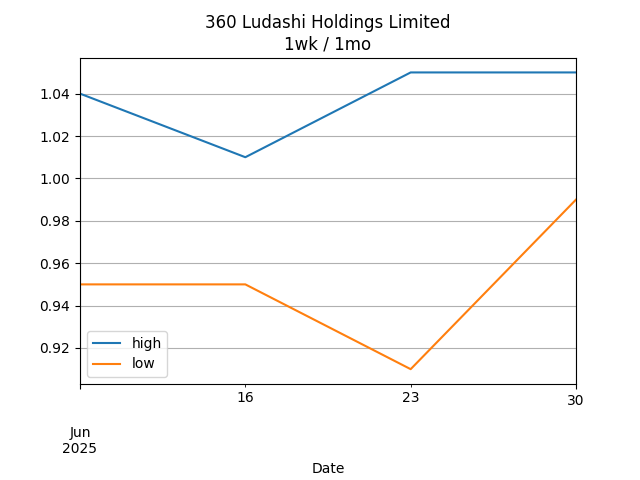 360 Ludashi Holdings Limited
1wk / 1mo
1.04
1.02
1.00
0.98
0.96
0.94
0.92
high
low
16
23
30
Jun
2025
Date